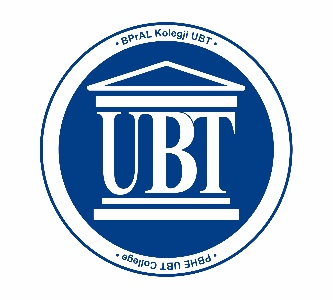 • BPrAL Kolegji UBT •
UBT
• PBHE UBT College •